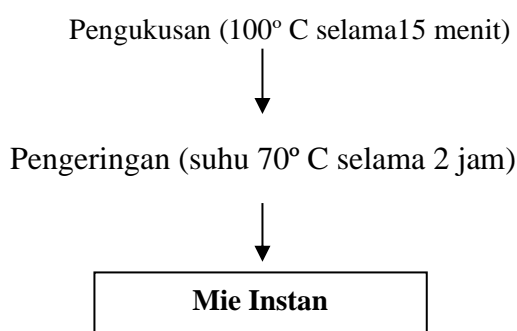 Pengukusan (100º C selama15 menit)
Pengeringan (suhu 70º C selama 2 jam)
Mie Instan